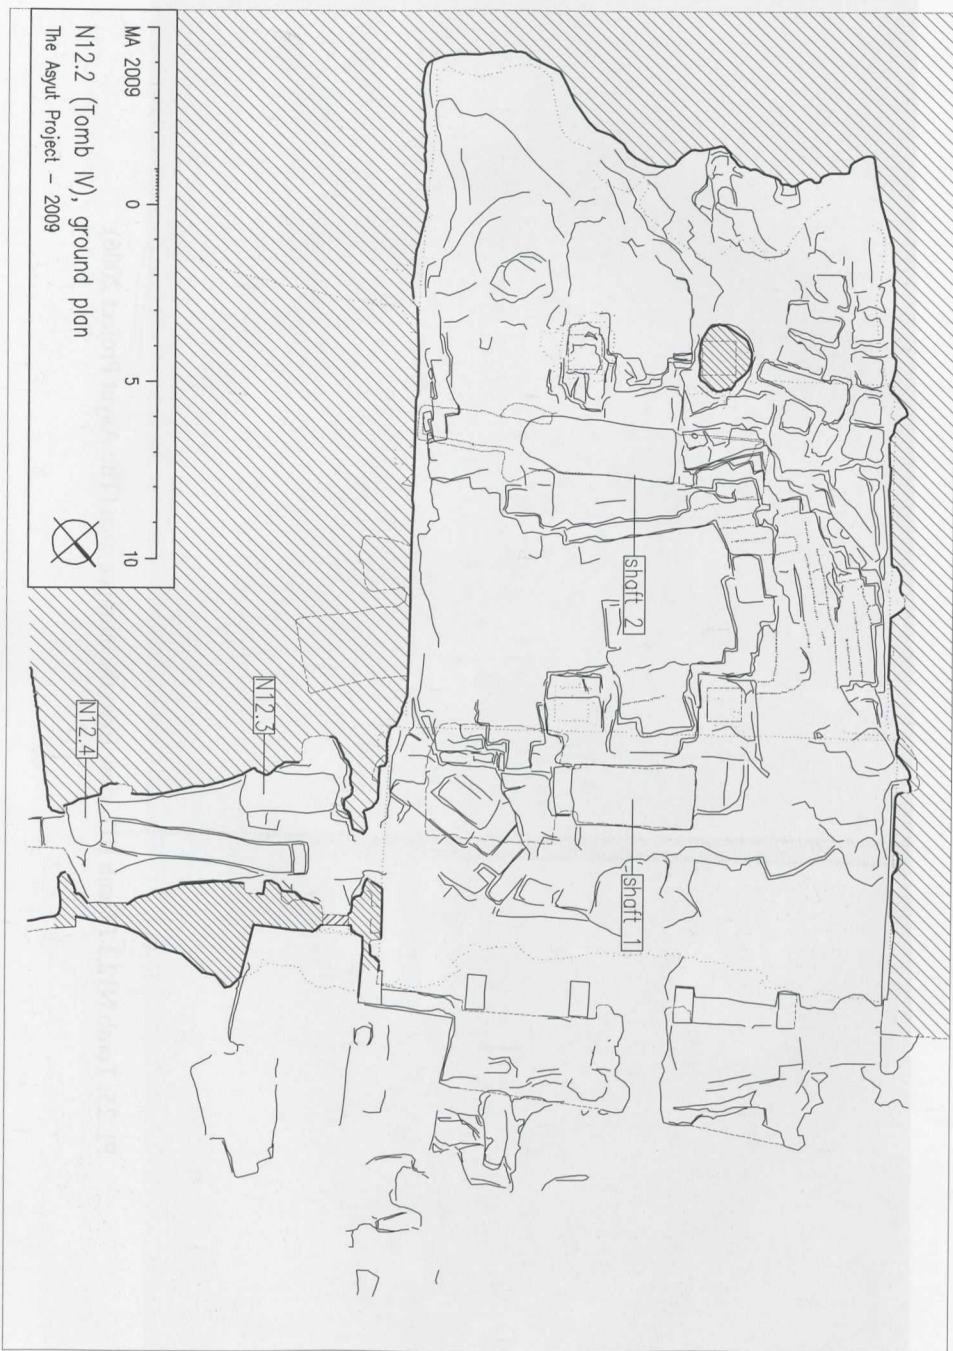 MA 2009
0
5
10
N12.2 (Tomb IV), ground plan
The Asyut Project – 2009
shaft 2
shaft 1
N12.3
N12.4